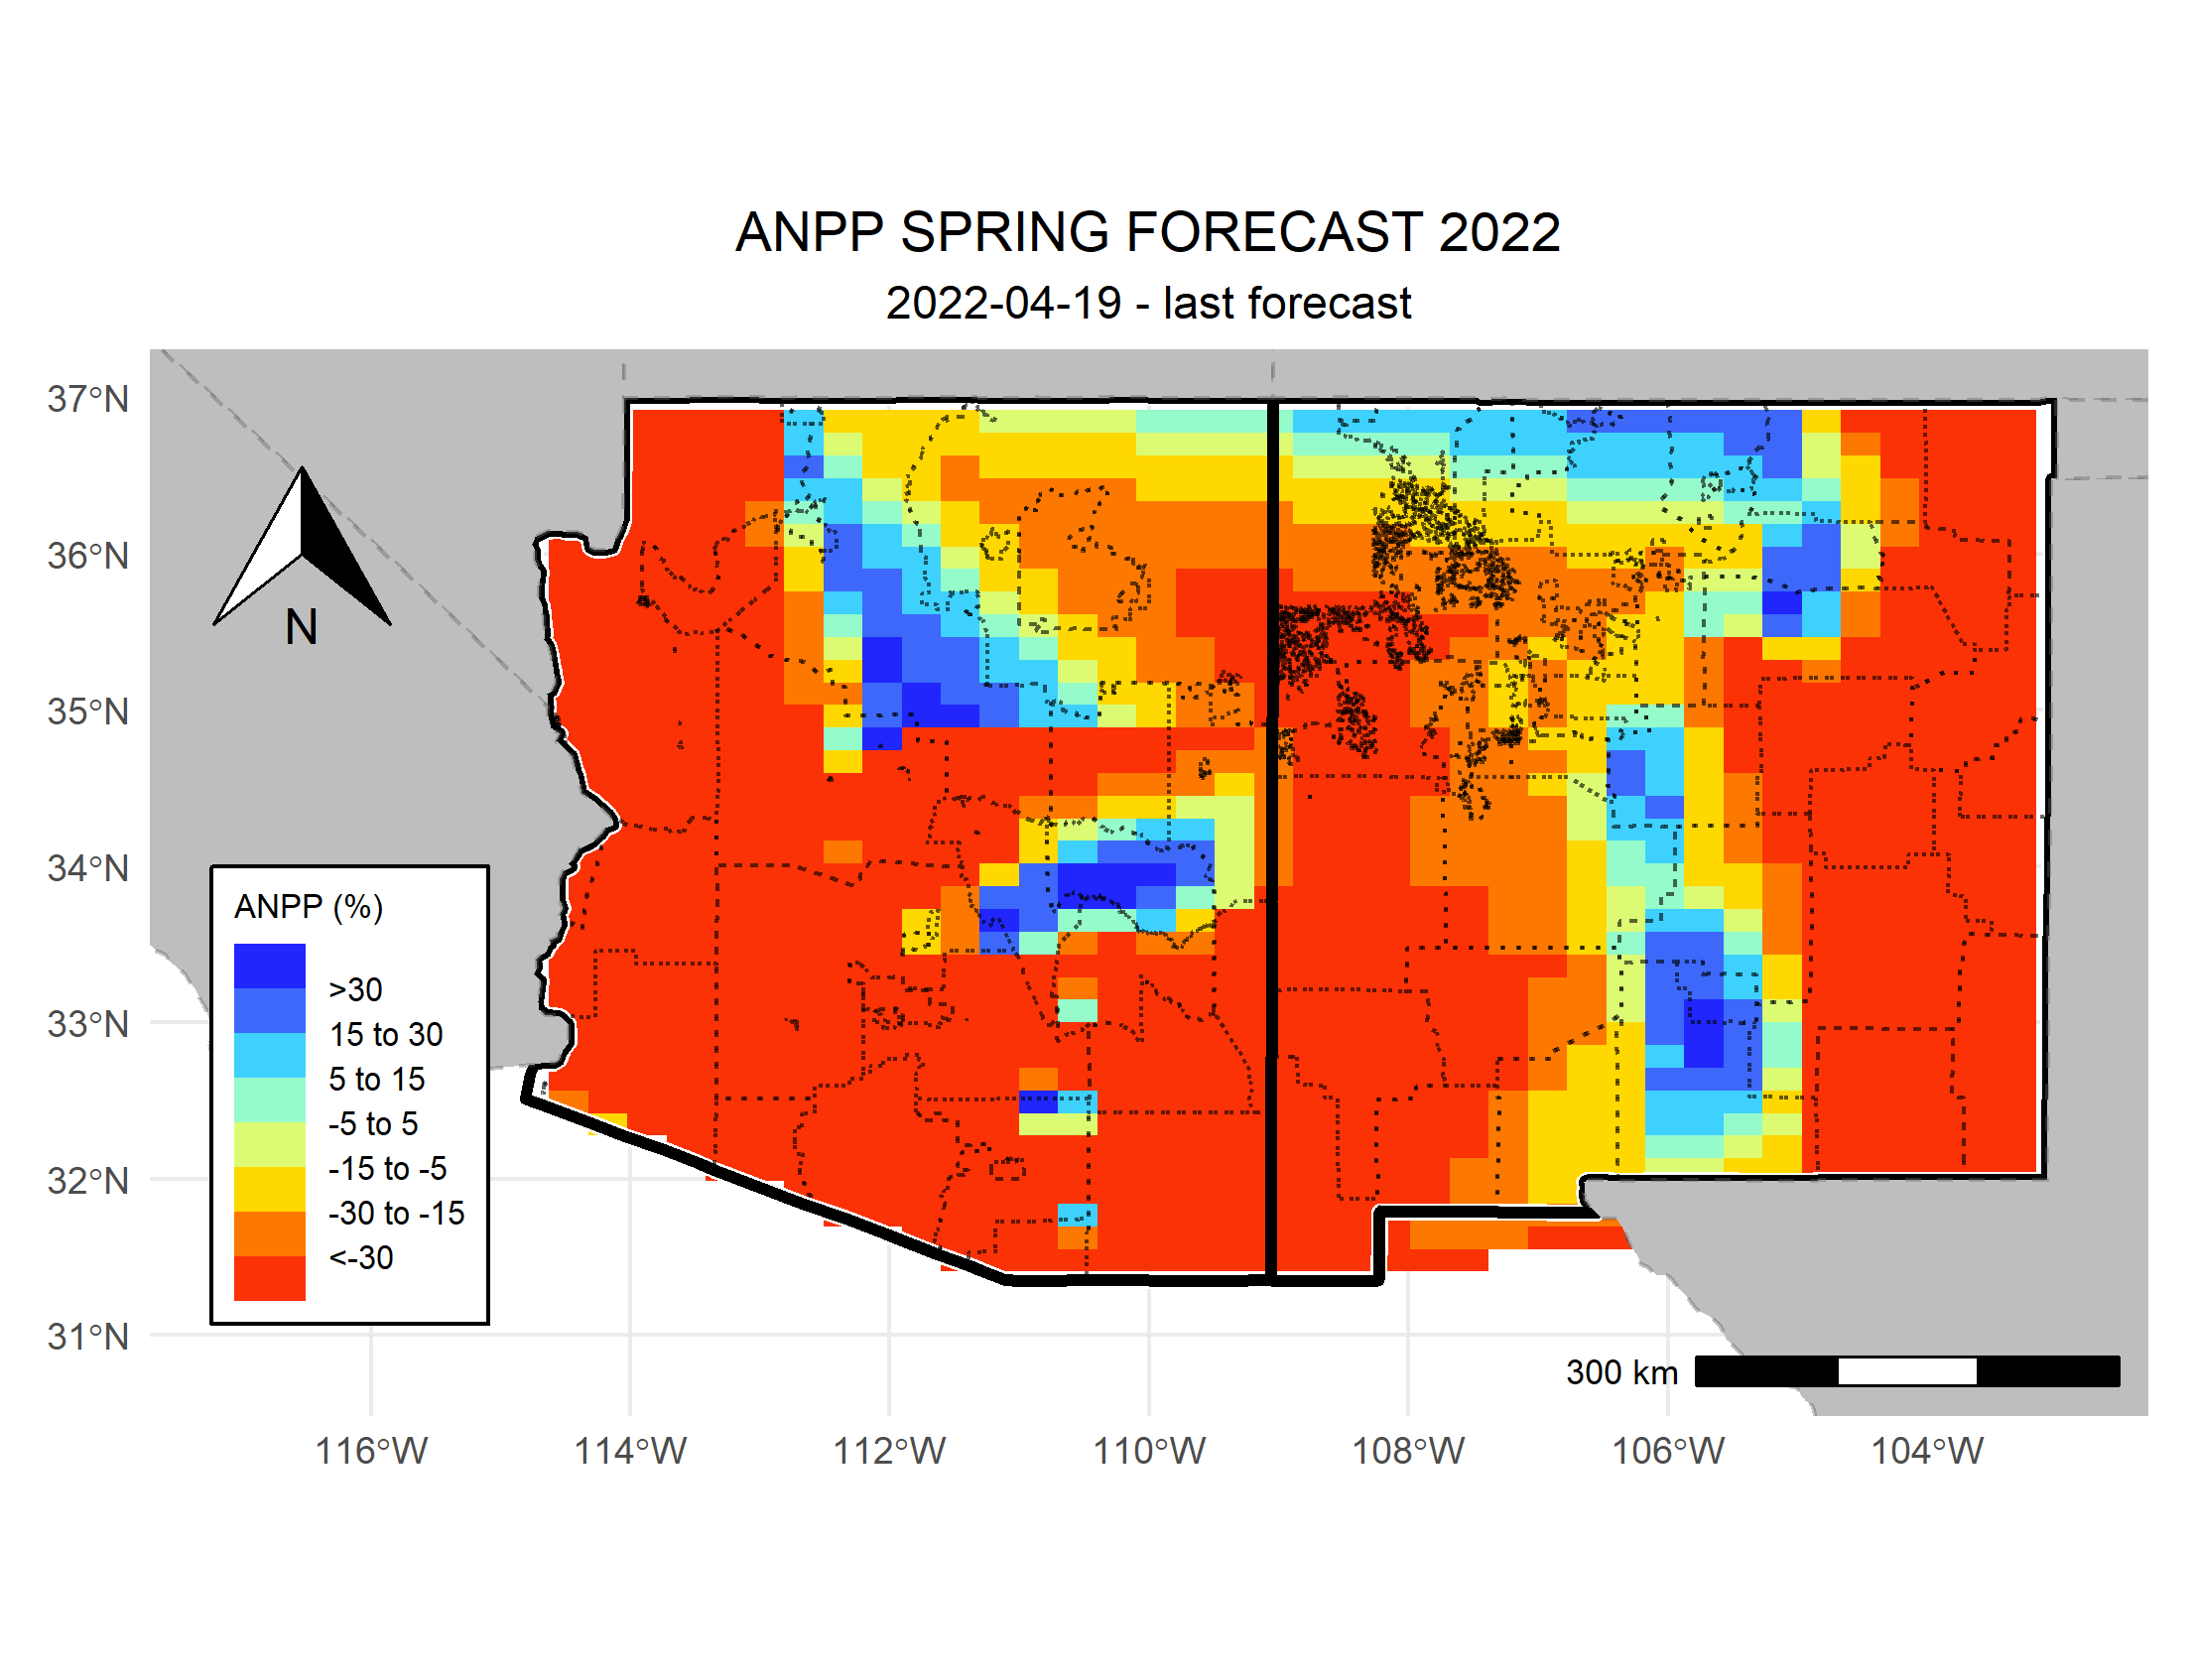 ANPP SPRING FORECAST 2022
2022-04-19 - last forecast
37°N
36°N
35°N
34°N
33°N
32°N
31°N
N
ANPP (%)
>30
15 to 30
5 to 15
-5 to 5
-15 to -5
-30 to -15
<-30
300 km
116°W
114°W
112°W
110°W
108°W
106°W
104°W